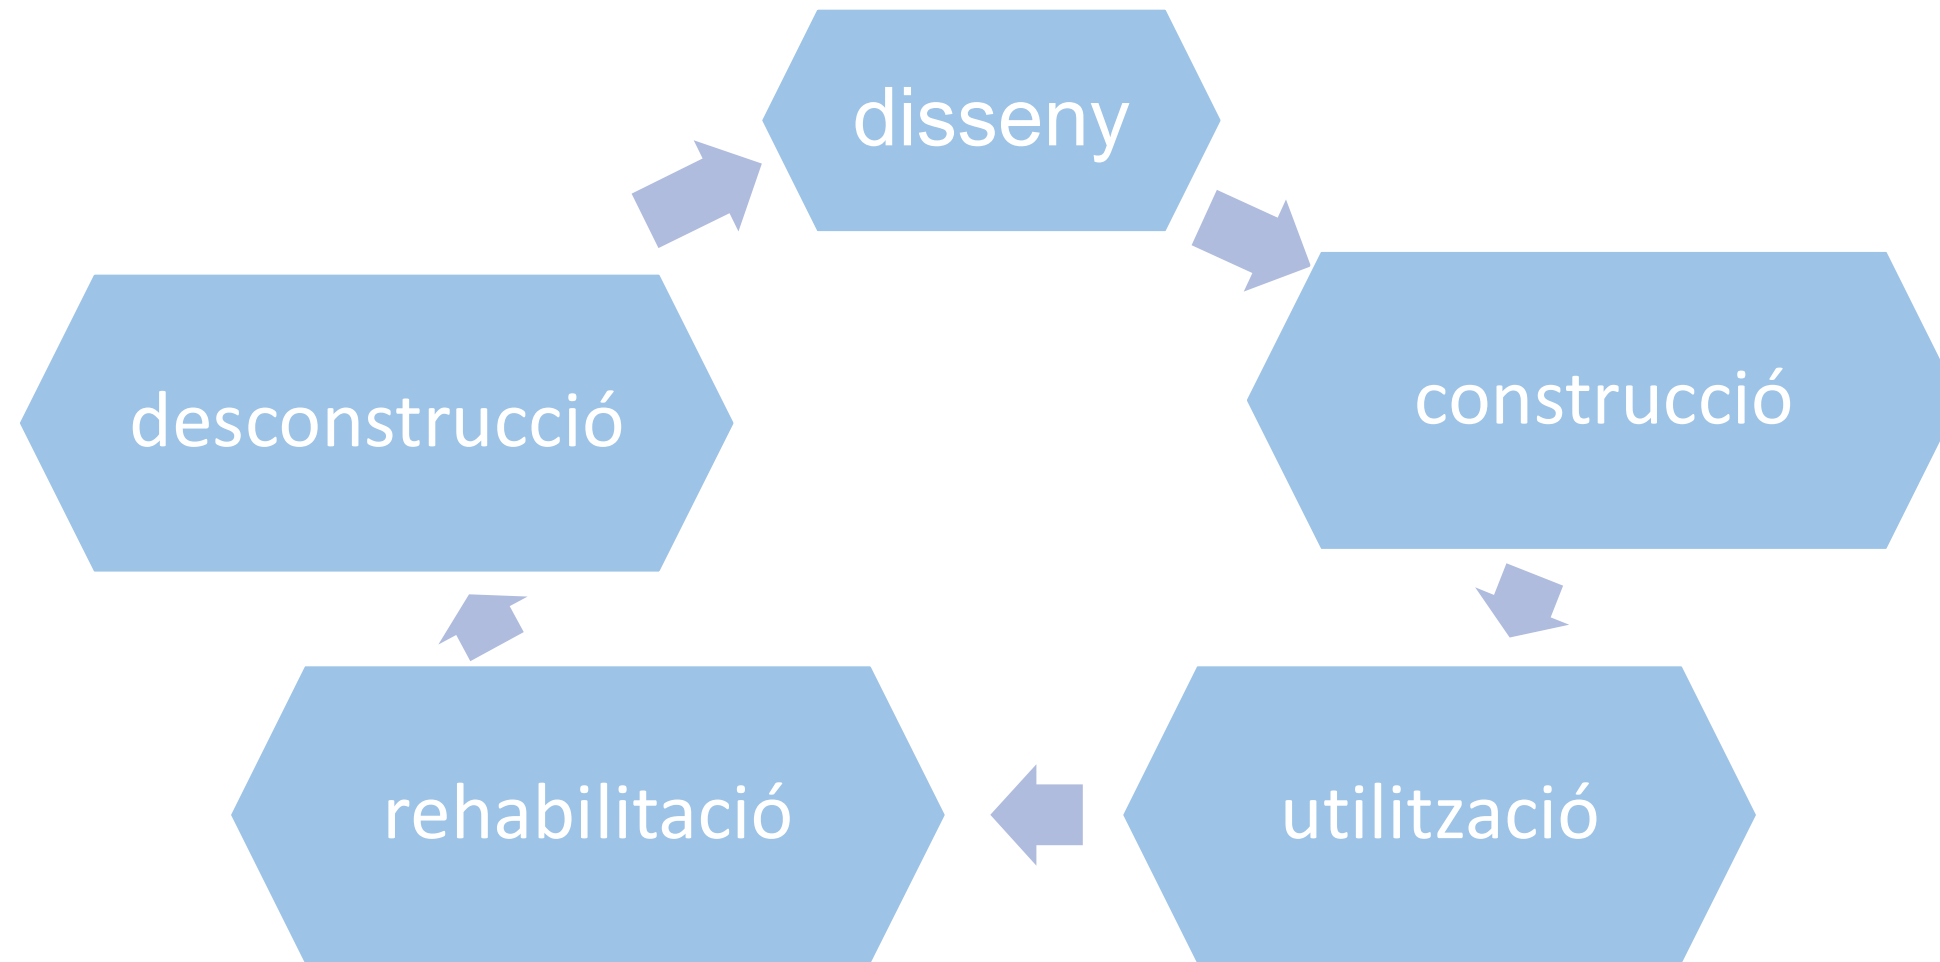 disseny
construcció
utilització
rehabilitació
desconstrucció